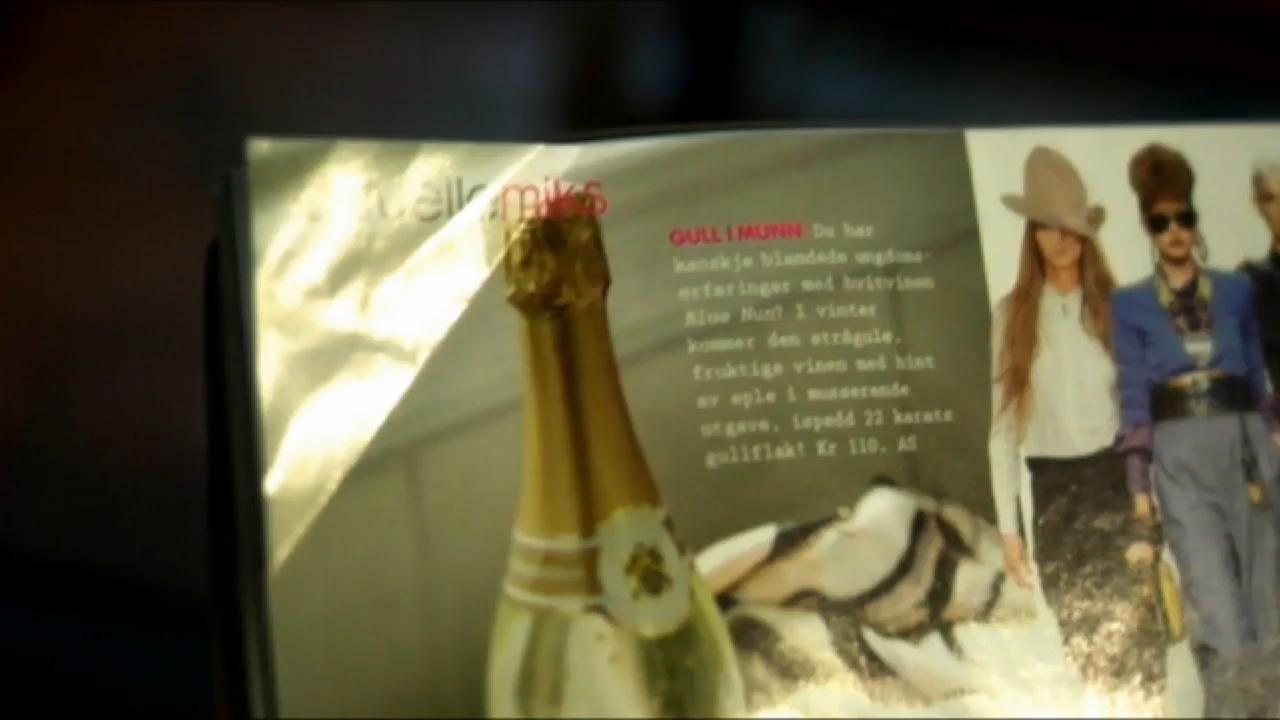 ellemiks
GULL I MUNN Du har
kanskje blandede ungdoms-
erfaringer med hvitvinen
Blue Nun? I vinter
kommer den strågule,
fruktige vinen med hint
av eple i musserende
utgave, ispedd 22 karats
gullflak! Kr 110. AS